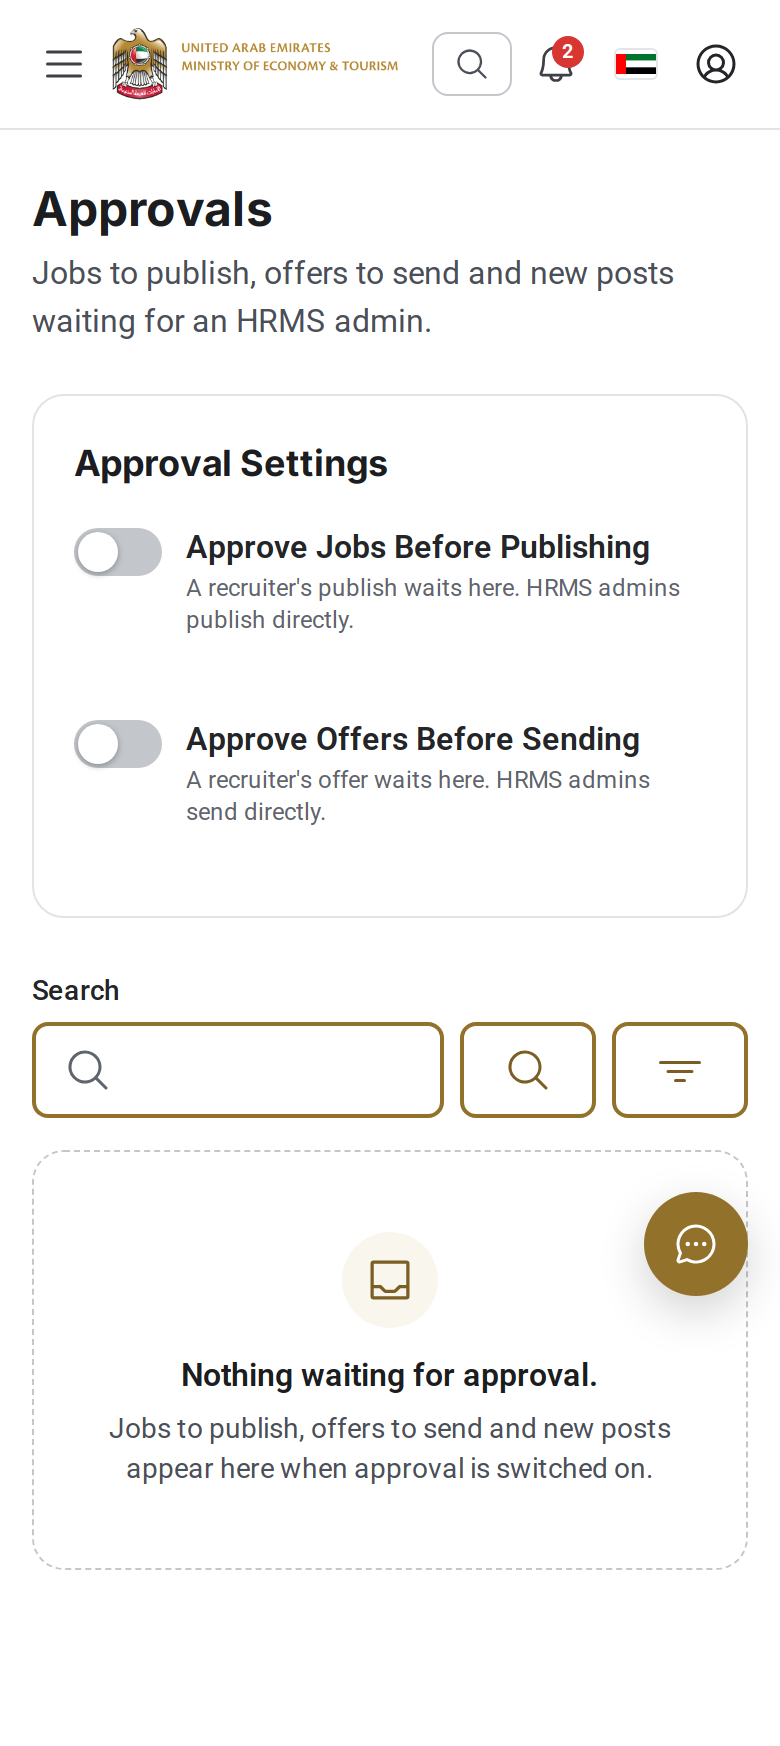 UNITED ARAB EMIRATES
MINISTRY OF ECONOMY & TOURISM
2
Approvals
Jobs to publish, offers to send and new posts
waiting for an HRMS admin.
Approval Settings
Approve Jobs Before Publishing
A recruiter's publish waits here. HRMS admins
publish directly.
Approve Offers Before Sending
A recruiter's offer waits here. HRMS admins
send directly.
Search
Nothing waiting for approval.
Jobs to publish, offers to send and new posts
appear here when approval is switched on.